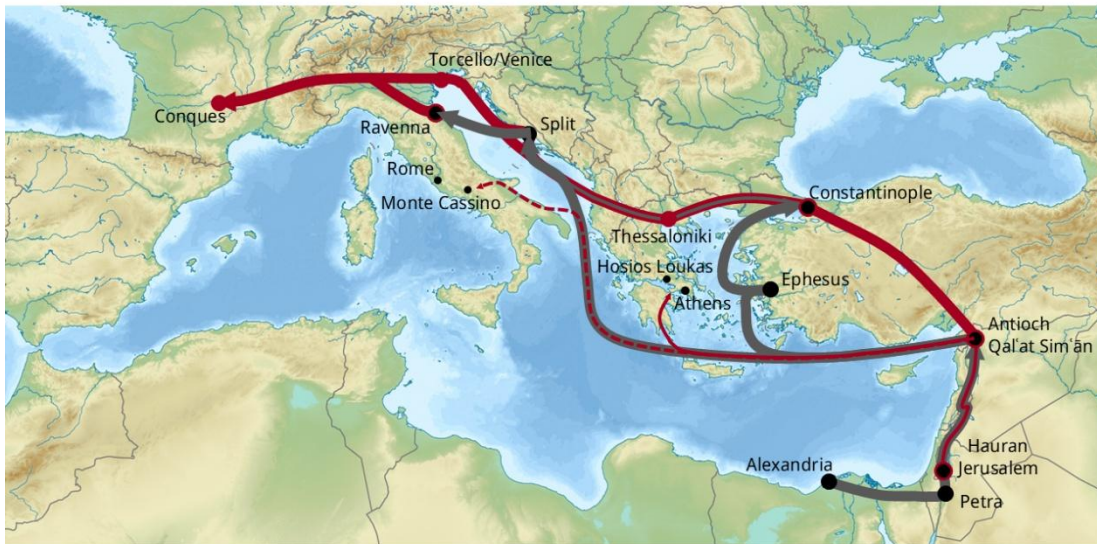 Torcello/Venice
Conques
Ravenna
Split
Rome
Monte Cassino
Constantinople
Thessaloniki
Hosios Loukas
Athens
Ephesus
Antioch
Qal'at Sim'ān
Hauran
Jerusalem
Alexandria
Petra